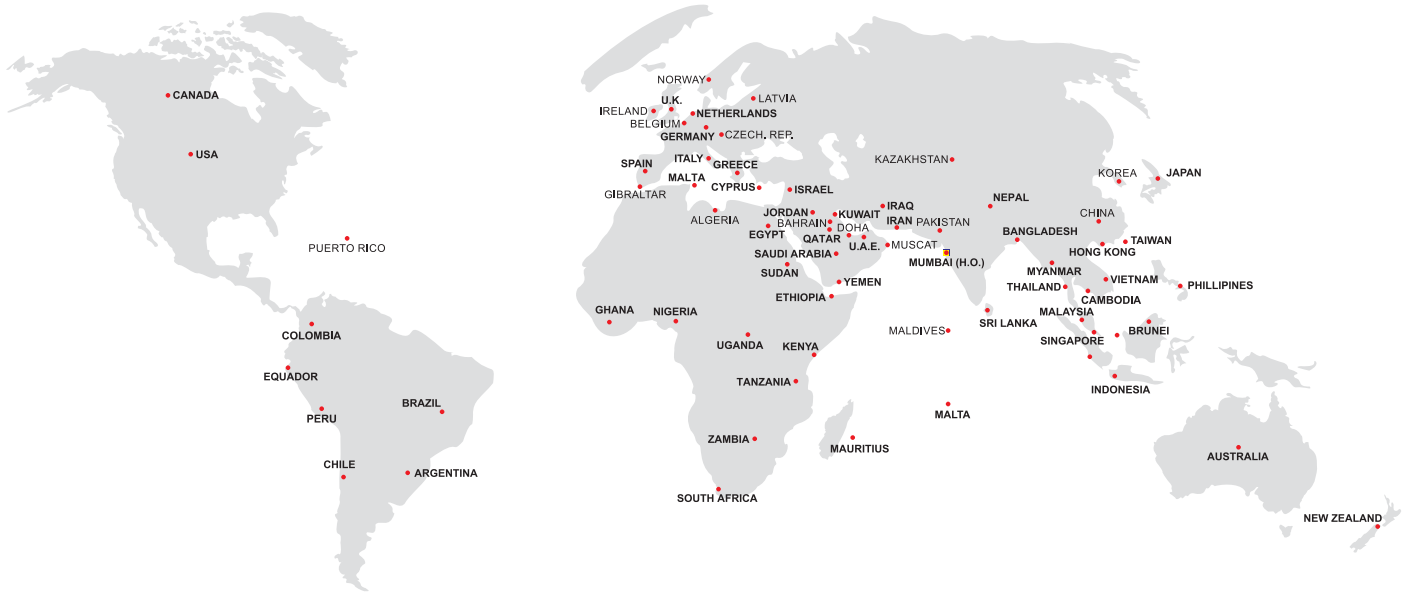 CANADA
USA
PUERTO RICO
COLOMBIA
EQUADOR
PERU
BRAZIL
CHILE
ARGENTINA
NORWAY
LATVIA
U.K.
IRELAND
NETHERLANDS
BELGIUM
GERMANY
CZECH. REP.
ITALY
SPAIN
GREECE
MALTA
GIBRALTAR
CYPRUS
ISRAEL
ALGERIA
JORDAN
KUWAIT
IRAQ
BAHRAIN
DOHA
IRAN
PAKISTAN
EGYPT
QATAR
U.A.E.
MUSCAT
SAUDI ARABIA
SUDAN
YEMEN
ETHIOPIA
GHANA
NIGERIA
UGANDA
KENYA
TANZANIA
ZAMBIA
MAURITIUS
SOUTH AFRICA
KAZAKHSTAN
KOREA
JAPAN
NEPAL
CHINA
BANGLADESH
TAIWAN
HONG KONG
MUMBAI (H.O.)
MYANMAR
VIETNAM
THAILAND
PHILLIPINES
CAMBODIA
MALAYSIA
SRI LANKA
MALDIVES
BRUNEI
SINGAPORE
INDONESIA
MALTA
AUSTRALIA
NEW ZEALAND